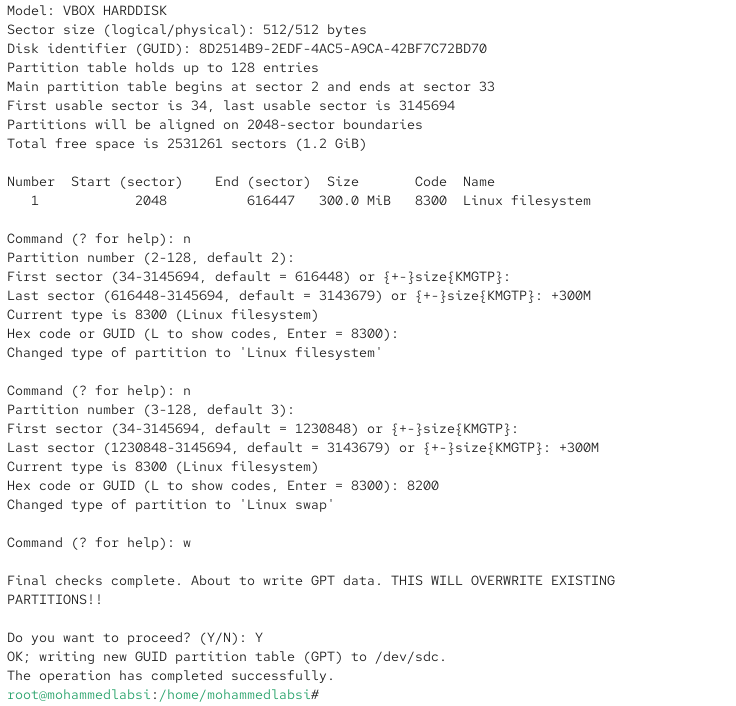 Model: VBOX HARDDISK
Sector size (logical/physical): 512/512 bytes
Disk identifier (GUID): 8D2514B9-2EDF-4AC5-A9CA-42BF7C72BD70
Partition table holds up to 128 entries
Main partition table begins at sector 2 and ends at sector 33
First usable sector is 34, last usable sector is 3145694
Partitions will be aligned on 2048-sector boundaries
Total free space is 2531261 sectors (1.2 GiB)

Number  Start (sector)    End (sector)  Size       Code  Name
   1            2048          616447   300.0 MiB   8300  Linux filesystem

Command (? for help): n
Partition number (2-128, default 2):
First sector (34-3145694, default = 616448) or {+-}size{KMGTP}:
Last sector (616448-3145694, default = 3143679) or {+-}size{KMGTP}: +300M
Current type is 8300 (Linux filesystem)
Hex code or GUID (L to show codes, Enter = 8300):
Changed type of partition to 'Linux filesystem'

Command (? for help): n
Partition number (3-128, default 3):
First sector (34-3145694, default = 1230848) or {+-}size{KMGTP}:
Last sector (1230848-3145694, default = 3143679) or {+-}size{KMGTP}: +300M
Current type is 8300 (Linux filesystem)
Hex code or GUID (L to show codes, Enter = 8300): 8200
Changed type of partition to 'Linux swap'

Command (? for help): w

Final checks complete. About to write GPT data. THIS WILL OVERWRITE EXISTING
PARTITIONS!!

Do you want to proceed? (Y/N): Y
OK; writing new GUID partition table (GPT) to /dev/sdc.
The operation has completed successfully.
root@mohammedlabsi:/home/mohammedlabsi#